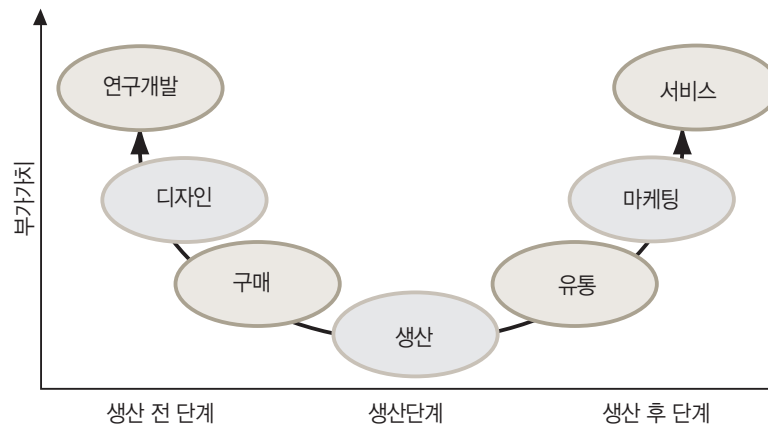 연구개발
서비스
디자인
마케팅
구매
유통
생산
부가가치
생산 전 단계
생산단계
생산 후 단계